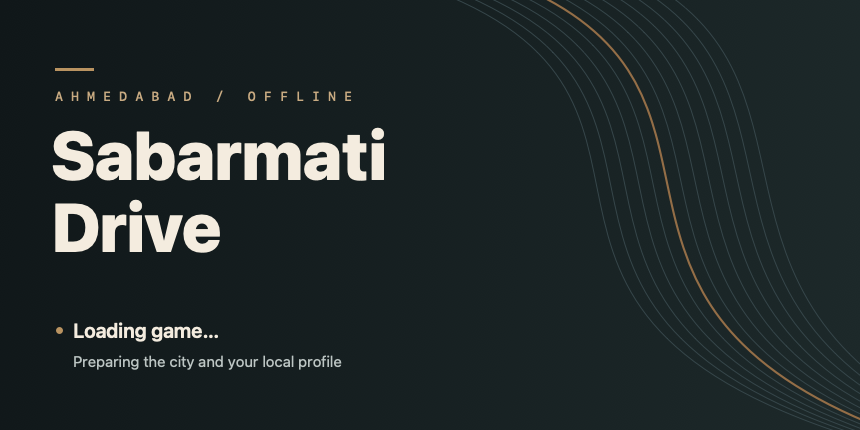 AHMEDABAD / OFFLINE
Sabarmati
Drive
Loading game...
Preparing the city and your local profile